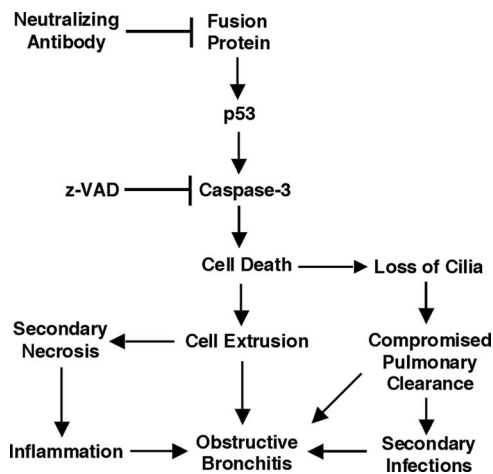 Neutralizing
Antibody
Fusion
Protein
p53
z-VAD
Caspase-3
Cell Death
Loss of Cilia
Secondary
Necrosis
Cell Extrusion
Compromised
Pulmonary
Clearance
Inflammation
Obstructive
Bronchitis
Secondary
Infections